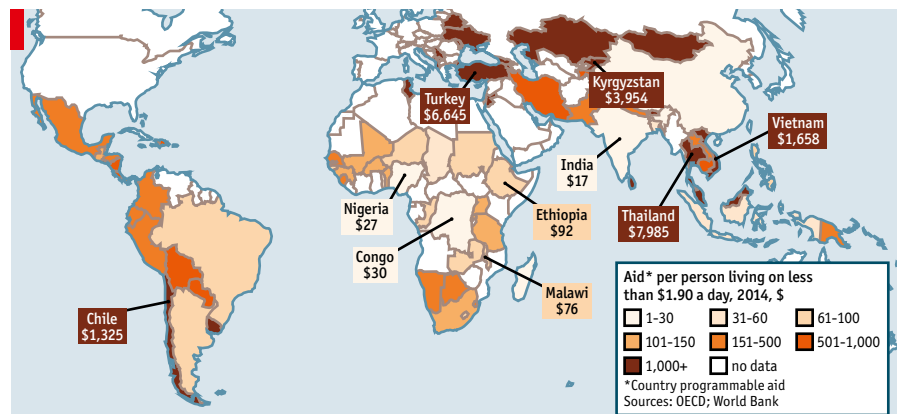 Turkey
$6,645
Kyrgyzstan
$3,954
Vietnam
$1,658
India
$17
Nigeria
$27
Ethiopia
$92
Thailand
$7,985
Congo
$30
Malawi
$76
Chile
$1,325
Aid* per person living on less
than $1.90 a day, 2014, $
1-30 31-60 61-100
101-150 151-500 501-1,000
1,000+ no data
*Country programmable aid
Sources: OECD; World Bank